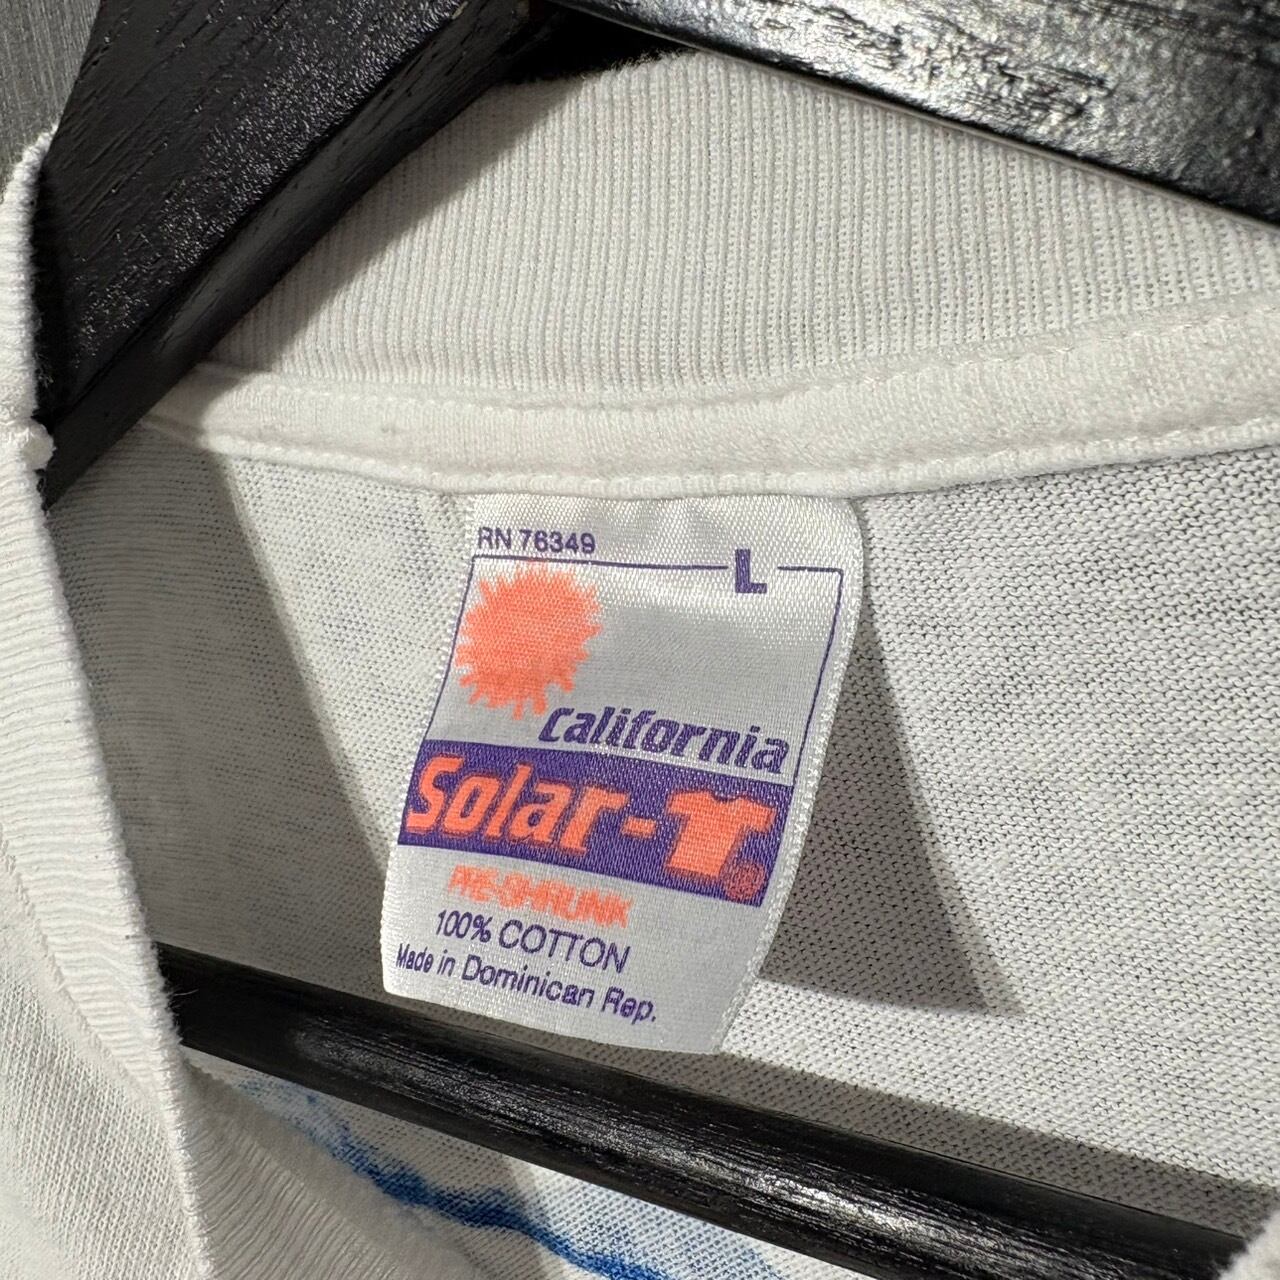 RN 76349
L
California
Solar-T®
PRE-SHRUNK
100% COTTON
Made in Dominican Rep.